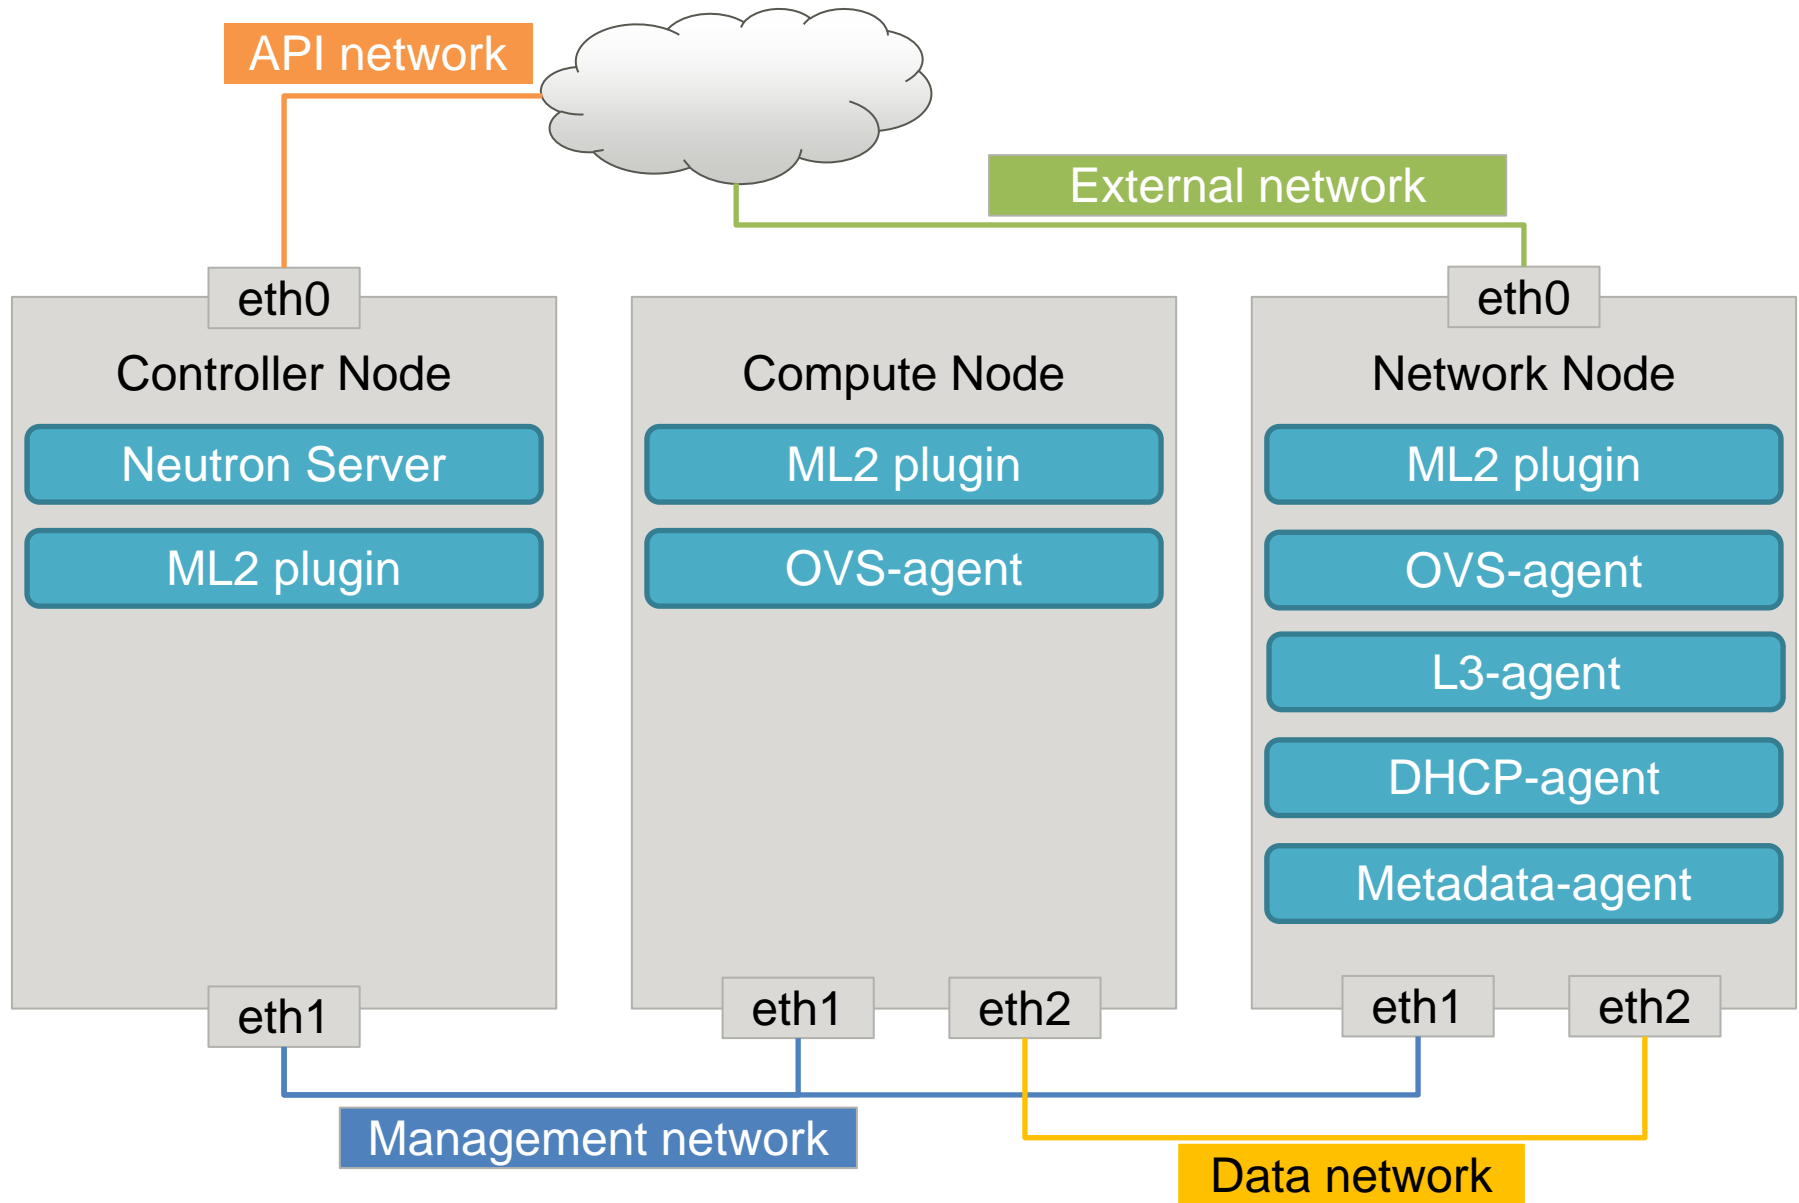 API network
External network
eth0
eth0
Controller Node
Compute Node
Network Node
Neutron Server
ML2 plugin
ML2 plugin
ML2 plugin
OVS-agent
OVS-agent
L3-agent
DHCP-agent
Metadata-agent
eth1
eth1
eth2
eth1
eth2
Management network
Data network